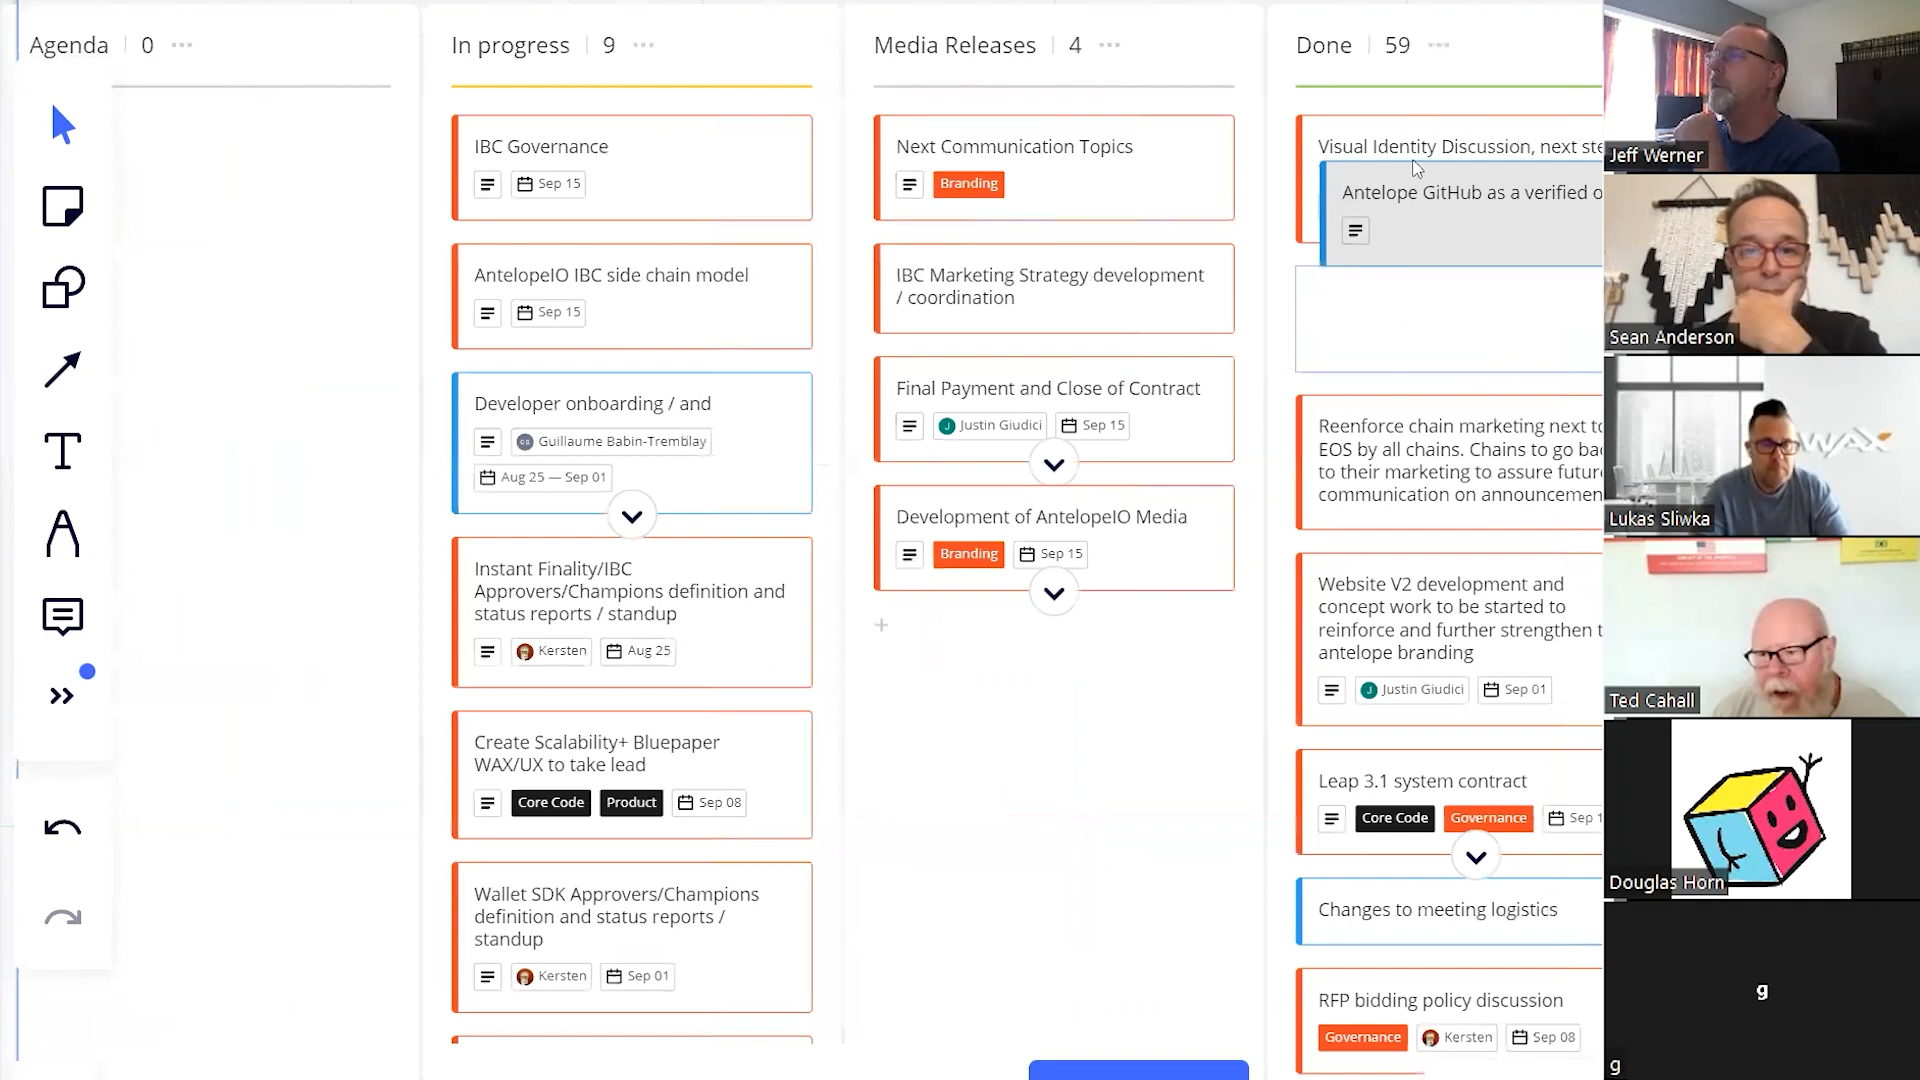 Agenda 0
In progress 9
Media Releases 4
Done 59
IBC Governance
Sep 15
AntelopeIO IBC side chain model
Sep 15
Developer onboarding / and
Guillaume Babin-Tremblay
Aug 25 — Sep 01
Instant Finality/IBC
Approvers/Champions definition and
status reports / standup
Kersten Aug 25
Create Scalability+ Bluepaper
WAX/UX to take lead
Core Code Product Sep 08
Wallet SDK Approvers/Champions
definition and status reports /
standup
Kersten Sep 01
Next Communication Topics
Branding
IBC Marketing Strategy development
/ coordination
Final Payment and Close of Contract
J Justin Giudici Sep 15
Development of AntelopeIO Media
Branding Sep 15
Visual Identity Discussion, next ste
Antelope GitHub as a verified o
Reenforce chain marketing next to
EOS by all chains. Chains to go ba
to their marketing to assure futur
communication on announcemen
Website V2 development and
concept work to be started to
reinforce and further strengthen t
antelope branding
J Justin Giudici Sep 01
Leap 3.1 system contract
Core Code Governance Sep 1
Changes to meeting logistics
RFP bidding policy discussion
Governance Kersten Sep 08
Jeff Werner
Sean Anderson
WAX
Lukas Sliwka
Ted Cahall
Douglas Horn
g
g